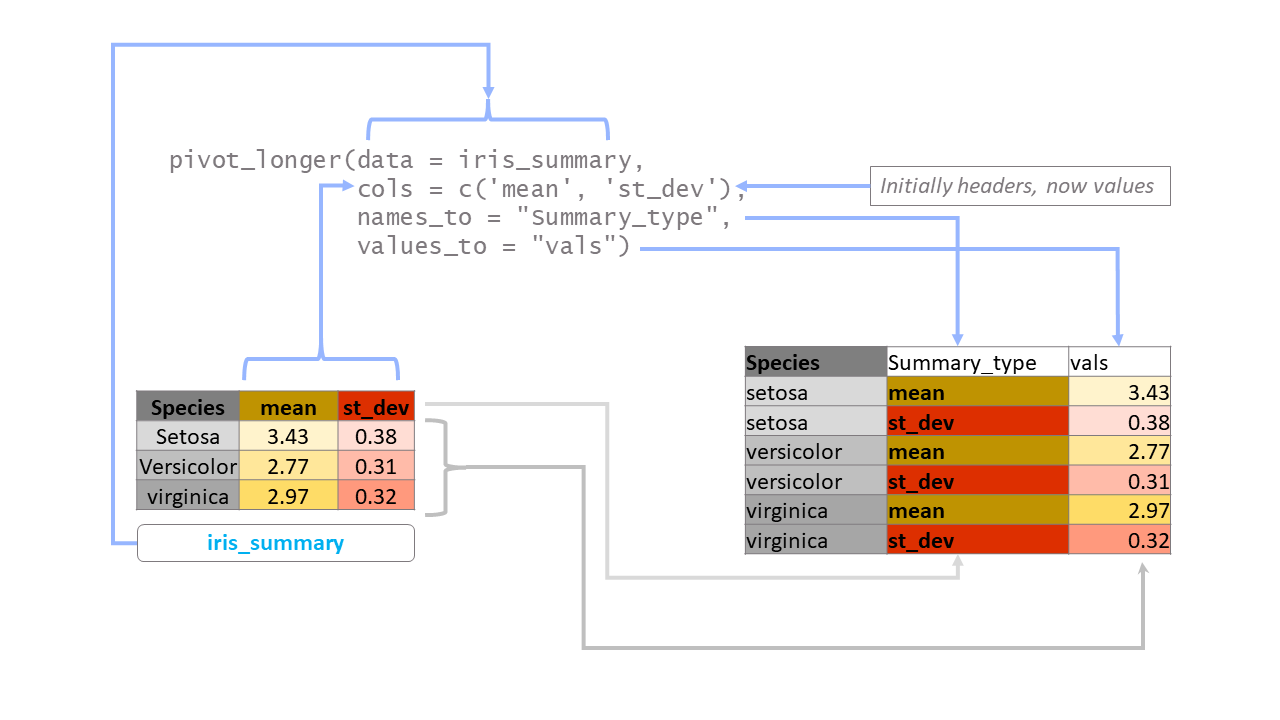 pivot_longer(data = iris_summary,
cols = c('mean', 'st_dev'),
names_to = "Summary_type",
values_to = "vals")
Initially headers, now values
Species mean st_dev
Setosa 3.43 0.38
Versicolor 2.77 0.31
virginica 2.97 0.32
iris_summary
Species Summary_type vals
setosa mean 3.43
setosa st_dev 0.38
versicolor mean 2.77
versicolor st_dev 0.31
virginica mean 2.97
virginica st_dev 0.32